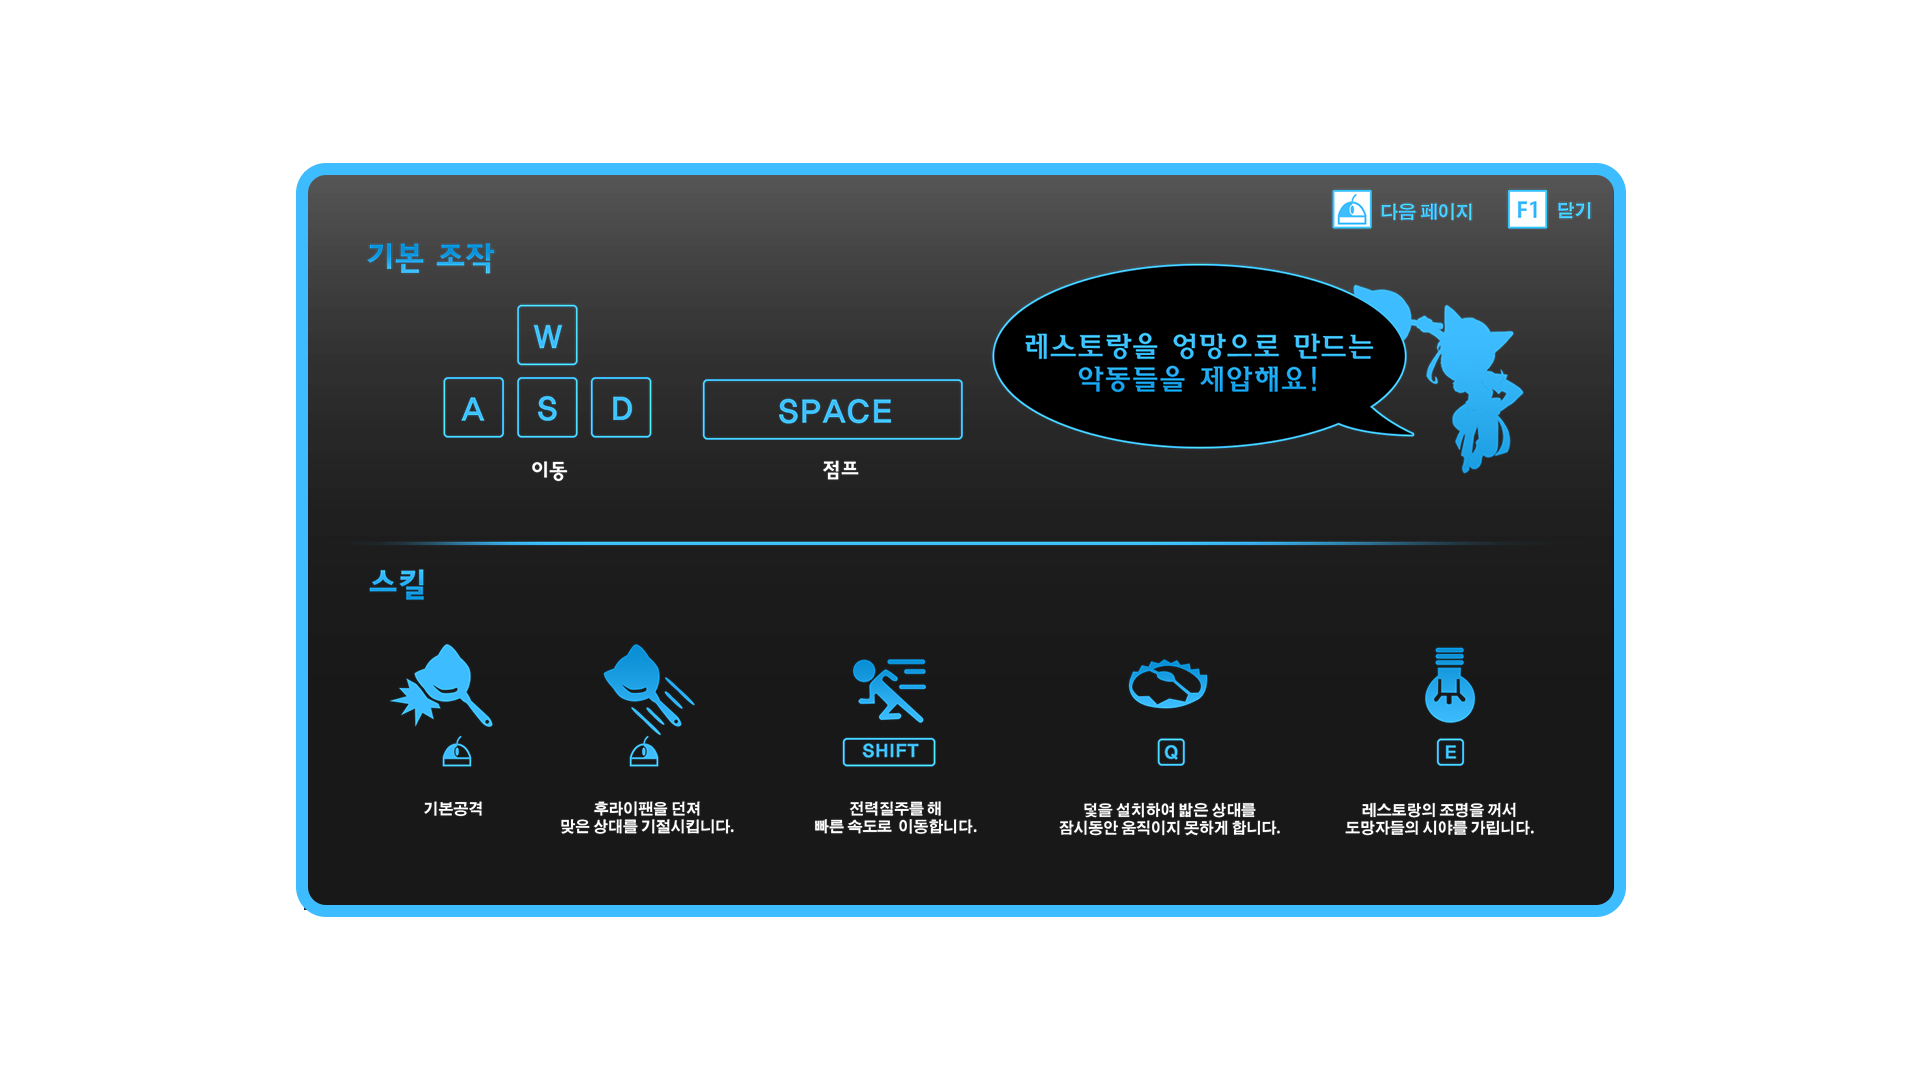 다음 페이지
F1 닫기
기본 조작
W
A S D
SPACE
이동
점프
레스토랑을 엉망으로 만드는
악동들을 제압해요!
스킬
SHIFT
Q
E
기본공격
후라이팬을 던져
맞은 상대를 기절시킵니다.
전력질주를 해
빠른 속도로 이동합니다.
덫을 설치하여 밟은 상대를
잠시동안 움직이지 못하게 합니다.
레스토랑의 조명을 꺼서
도망자들의 시야를 가립니다.